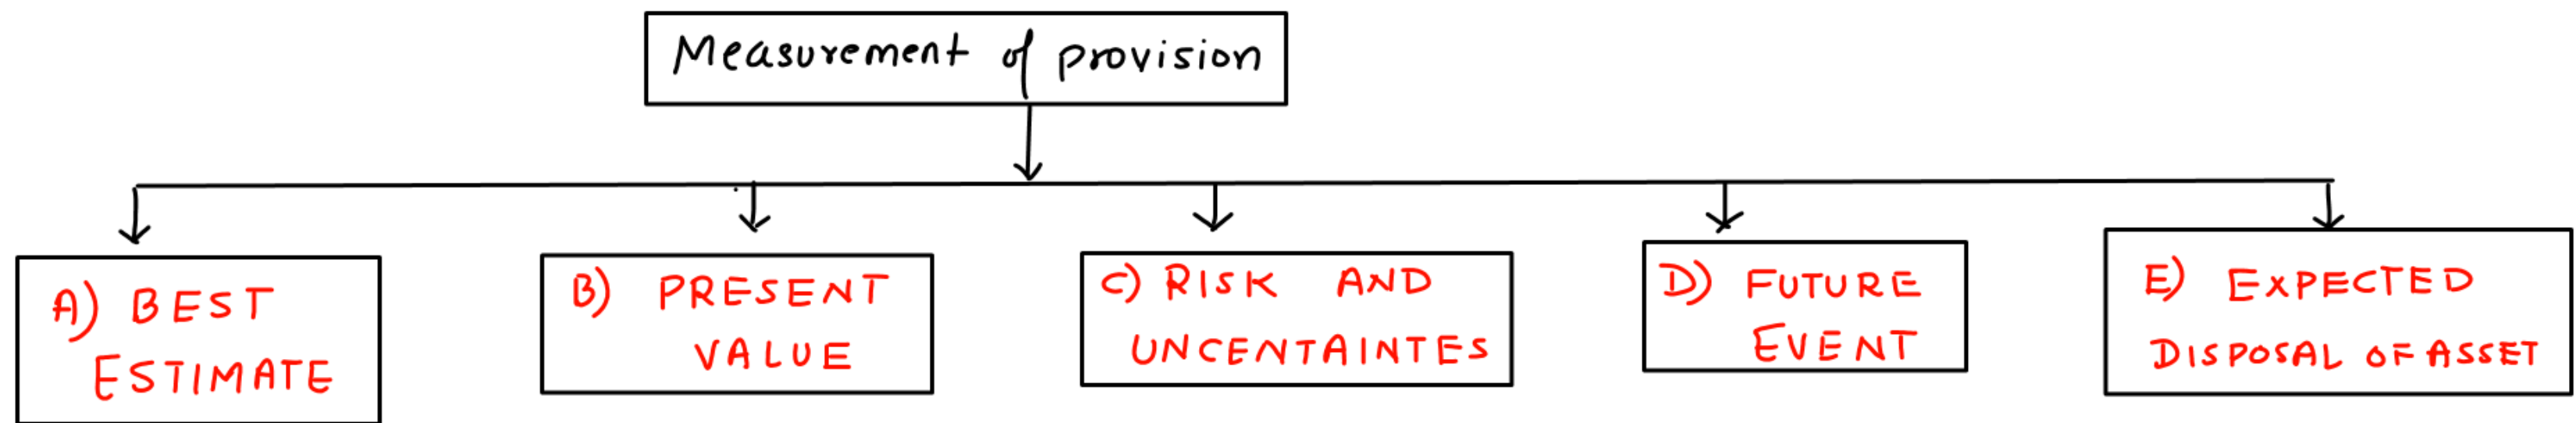 Measurement of provision
A) BEST
ESTIMATE
B) PRESENT
VALUE
C) RISK AND
UNCENTAINTES
D) FUTURE
EVENT
E) EXPECTED
DISPOSAL OF ASSET